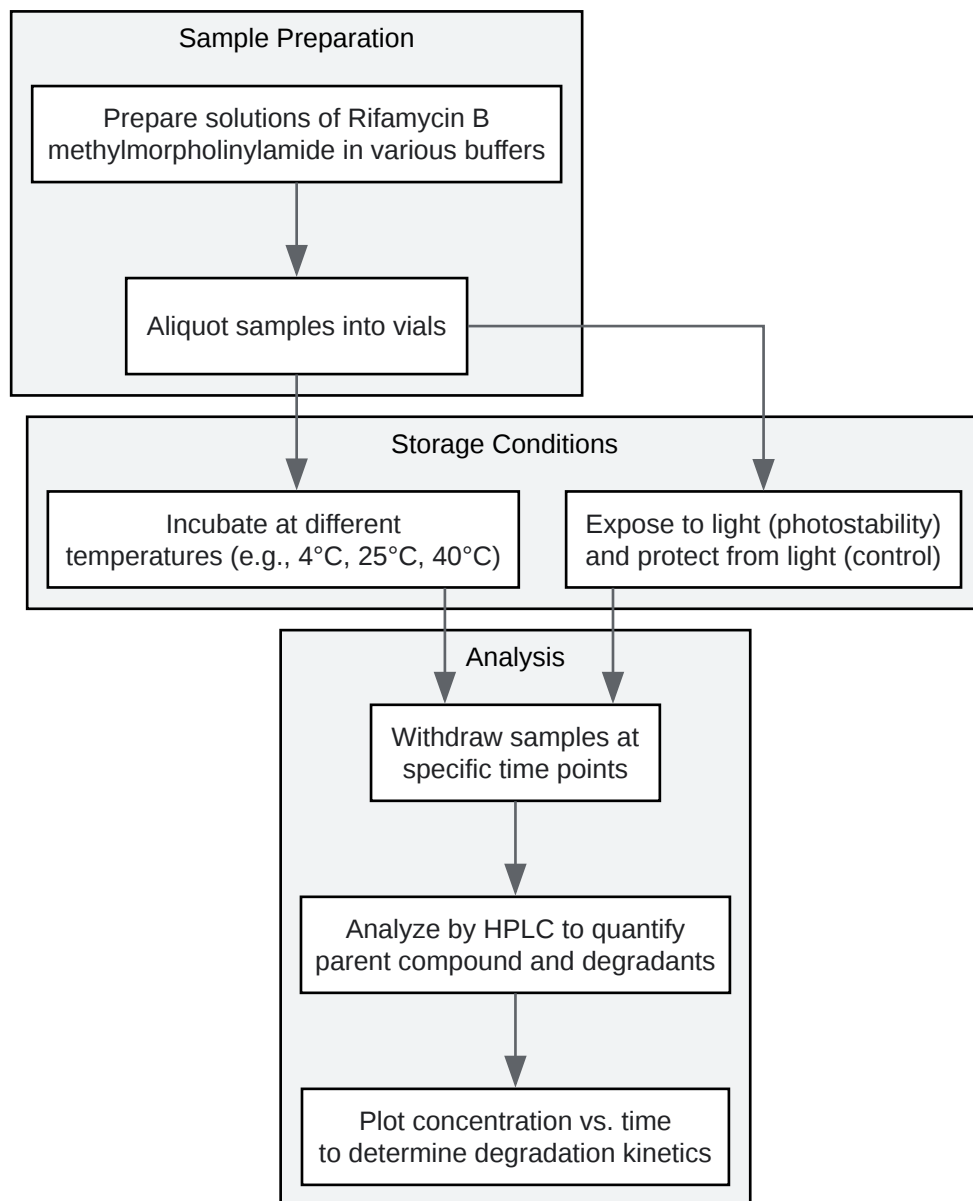 Sample Preparation
Prepare solutions of Rifamycin B
methylmorpholinylamide in various buffers
Aliquot samples into vials
Storage Conditions
Incubate at different
temperatures (e.g., 4°C, 25°C, 40°C)
Expose to light (photostability)
and protect from light (control)
Analysis
Withdraw samples at
specific time points
Analyze by HPLC to quantify
parent compound and degradants
Plot concentration vs. time
to determine degradation kinetics